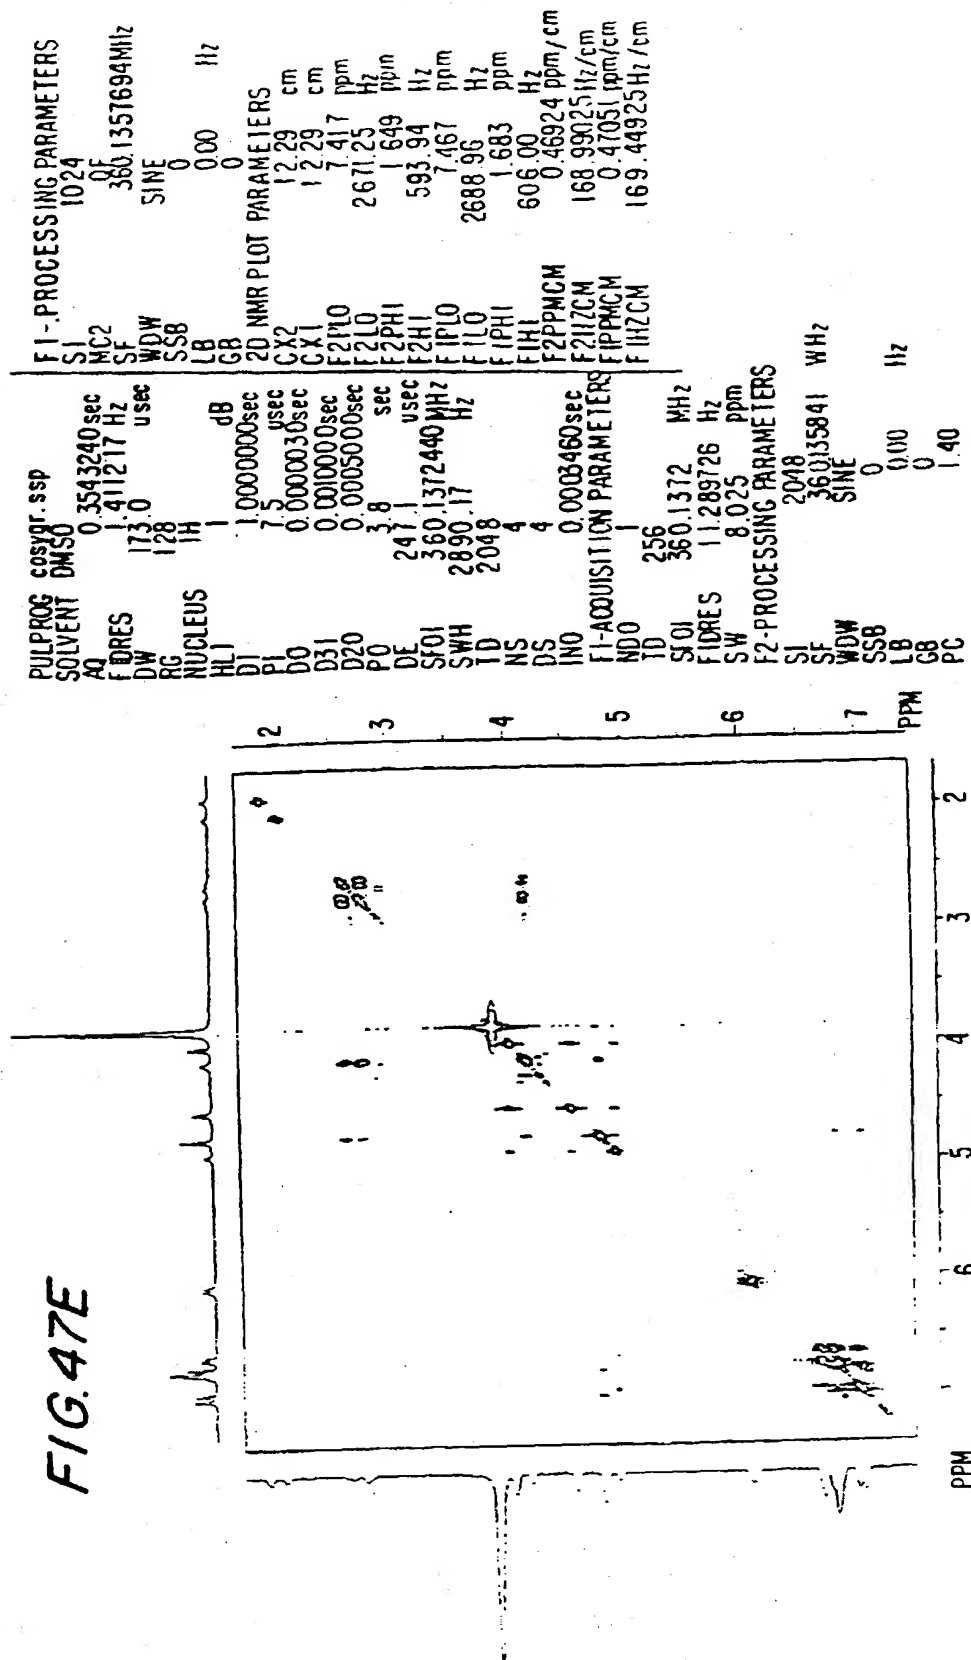 FIG.47E
2
3
4
5
6
7
PPM
PPM
6
5
4
3
2
PULPROG cosygr.ssp
SOLVENT DMSO
AQ 0.3543240sec
FIDRES 1.411217 Hz
DW 173.0 usec
RG 128
NUCLEUS 1H
HL1 1 dB
D1 1.0000000sec
P1 7.5 usec
D0 0.0000030sec
D31 0.0010000sec
D20 0.0005000sec
P0 3.8 sec
DE 247.1 usec
SF01 360.1372440MHz
SWH 2890.17 Hz
TD 2048
NS 4
DS 4
IN0 0.0003460sec
F1-ACQUISITION PARAMETERS
ND0 1
TD 256
SF01 360.1372 MHz
FIDRES 11.289726 Hz
SW 8.025 ppm
F2-PROCESSING PARAMETERS
SI 2048
SF 360.135841 WHz
WDW SINE
SSB 0
LB 0.00 Hz
GB 0
PC 1.40
F1-.PROCESSING PARAMETERS
SI 1024
MC2 QF
SF 360.1357694MHz
WDW SINE
SSB 0
LB 0.00 Hz
GB 0
2D NMR PLOT PARAMETERS
CX2 12.29 cm
CX1 12.29 cm
F2PLO 7.417 ppm
F2LO 2671.25 Hz
F2PHI 1.649 ppm
F2HI 593.94 Hz
F1PLO 7.467 ppm
F1LO 2688.96 Hz
F1PHI 1.683 ppm
F1HI 606.00 Hz
F2PPMCM 0.46924 ppm/cm
F2HZCM 168.99025Hz/cm
F1PPMCM 0.47051ppm/cm
F1HZCM 169.44925Hz/cm